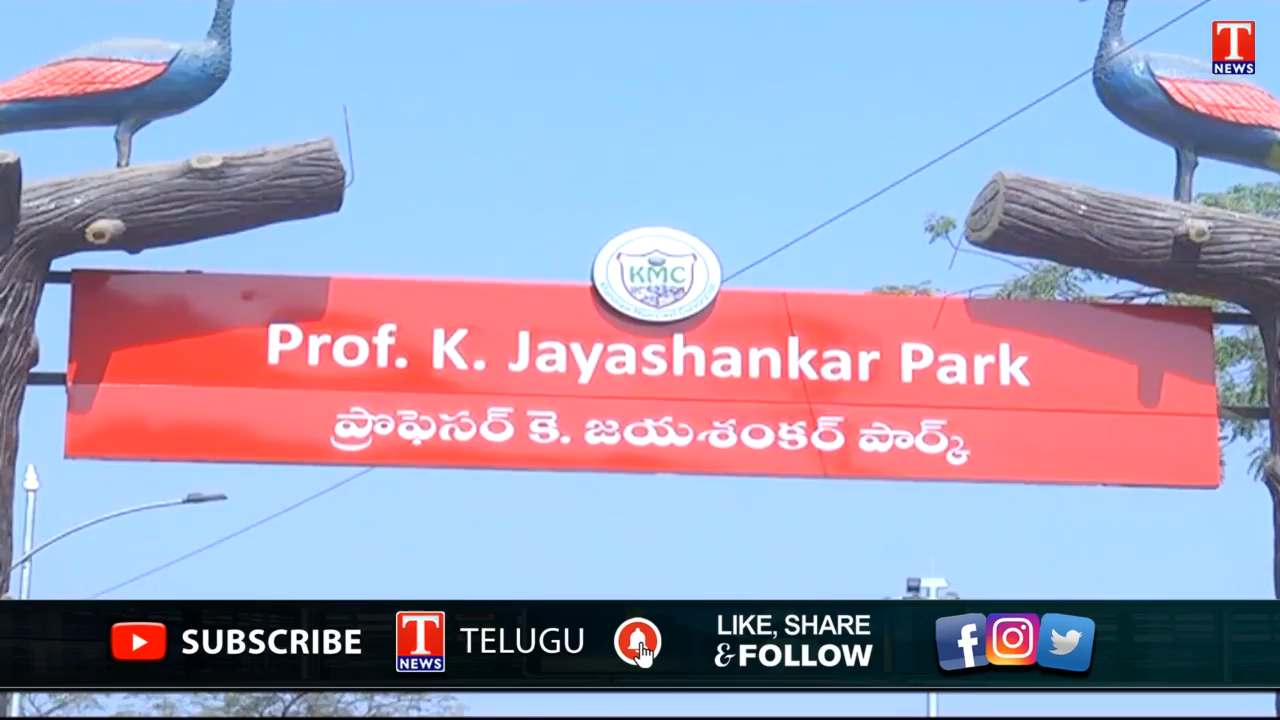 T
NEWS
KMC
Prof. K. Jayashankar Park
ప్రొఫెసర్ కె. జయశంకర్ పార్క్
SUBSCRIBE
T
NEWS
TELUGU
LIKE, SHARE
&FOLLOW